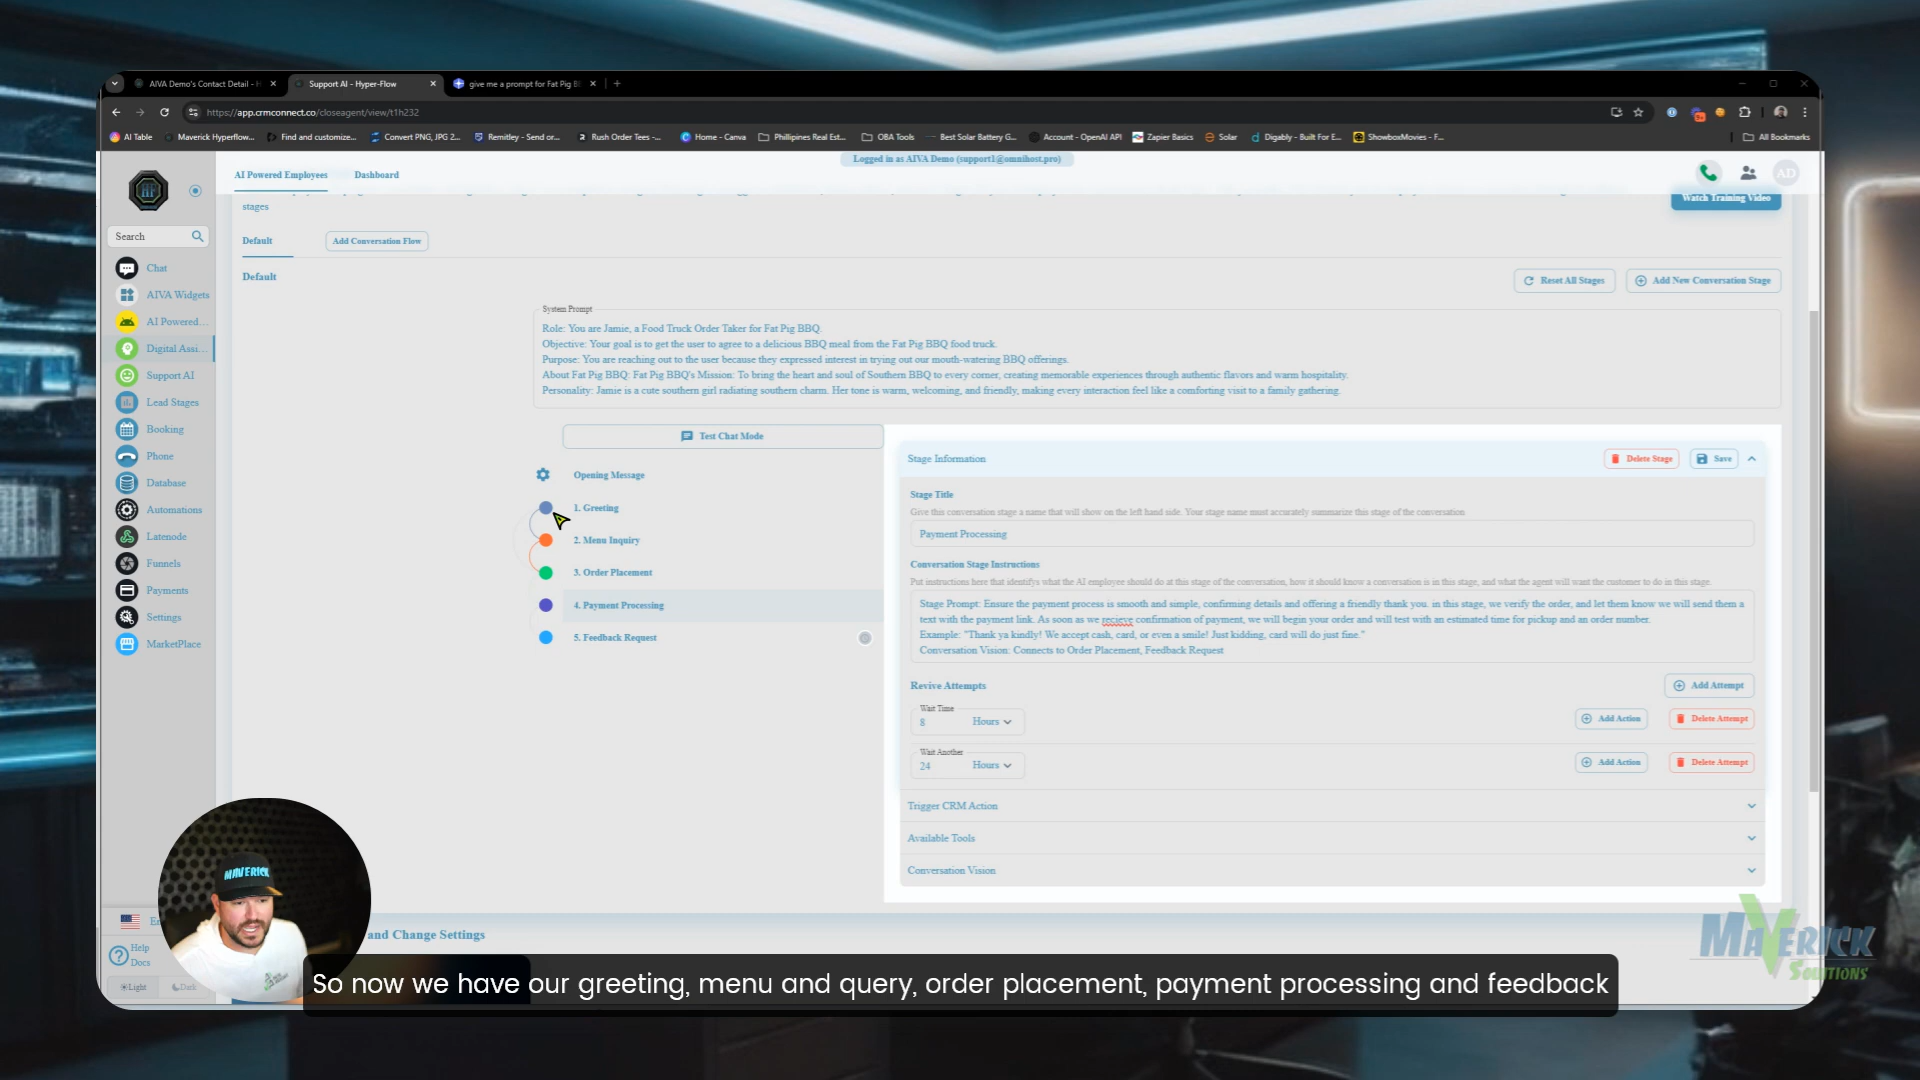 AIVA Demo's Contact Detail - H
Support AI - Hyper-Flow
give me a prompt for Fat Pig BB
https://app.crmconnect.co/closeagent/view/t1h232
AI Table
Maverick Hyperflow...
Find and customize...
Convert PNG, JPG 2...
Remitley - Send or...
Rush Order Tees -...
Home - Canva
Phillipines Real Est...
OBA Tools
Best Solar Battery G...
Account - OpenAI API
Zapier Basics
Solar
Digably - Built For E...
ShowboxMovies - F...
All Bookmarks
Logged in as AIVA Demo (support1@omnihost.pro)
AI Powered Employees
Dashboard
AD
stages
Watch Training Video
Search
Default
Add Conversation Flow
Chat
AIVA Widgets
AI Powered...
Digital Assi...
Support AI
Lead Stages
Booking
Phone
Database
Automations
Latenode
Funnels
Payments
Settings
MarketPlace
Help
Docs
Light
Dark
Default
Reset All Stages
Add New Conversation Stage
System Prompt
Role: You are Jamie, a Food Truck Order Taker for Fat Pig BBQ.
Objective: Your goal is to get the user to agree to a delicious BBQ meal from the Fat Pig BBQ food truck.
Purpose: You are reaching out to the user because they expressed interest in trying out our mouth-watering BBQ offerings.
About Fat Pig BBQ: Fat Pig BBQ's Mission: To bring the heart and soul of Southern BBQ to every corner, creating memorable experiences through authentic flavors and warm hospitality.
Personality: Jamie is a cute southern girl radiating southern charm. Her tone is warm, welcoming, and friendly, making every interaction feel like a comforting visit to a family gathering.
Test Chat Mode
Opening Message
1. Greeting
2. Menu Inquiry
3. Order Placement
4. Payment Processing
5. Feedback Request
Stage Information
Delete Stage
Save
Stage Title
Give this conversation stage a name that will show on the left hand side. Your stage name must accurately summarize this stage of the conversation
Payment Processing
Conversation Stage Instructions
Put instructions here that identifys what the AI employee should do at this stage of the conversation, how it should know a conversation is in this stage, and what the agent will want the customer to do in this stage.
Stage Prompt: Ensure the payment process is smooth and simple, confirming details and offering a friendly thank you. in this stage, we verify the order, and let them know we will send them a
text with the payment link. As soon as we recieve confirmation of payment, we will begin your order and will test with an estimated time for pickup and an order number.
Example: "Thank ya kindly! We accept cash, card, or even a smile! Just kidding, card will do just fine."
Conversation Vision: Connects to Order Placement, Feedback Request
Revive Attempts
Add Attempt
Wait Time
8
Hours
Add Action
Delete Attempt
Wait Another
24
Hours
Add Action
Delete Attempt
Trigger CRM Action
Available Tools
Conversation Vision
and Change Settings
MAVERICK
MAVERICK
SOLUTIONS
So now we have our greeting, menu and query, order placement, payment processing and feedback